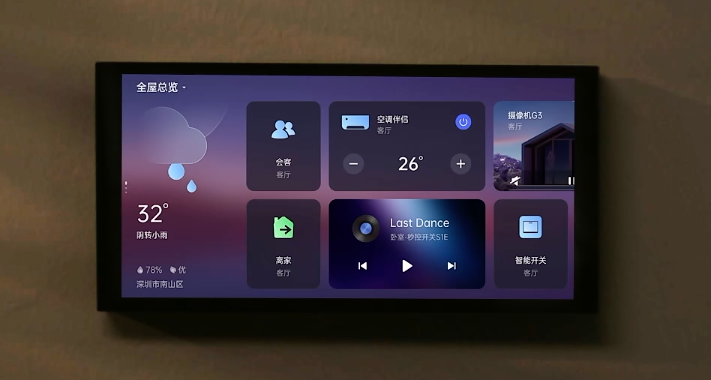 全屋总览
32°
阴转小雨
78% 优
深圳市南山区
会客
客厅
空调伴侣
客厅
26°
摄像机G3
客厅
离家
客厅
Last Dance
卧室·妙控开关S1E
智能开关
客厅